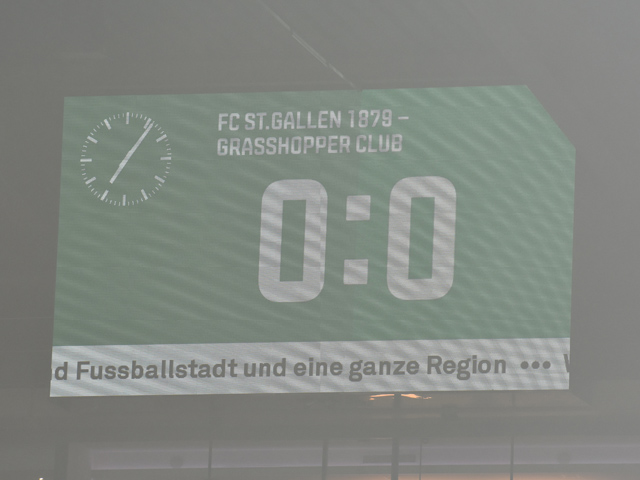 FC ST.GALLEN 1879 –
GRASSHOPPER CLUB
0:0
d Fussballstadt und eine ganze Region •••